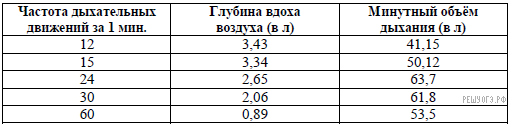 Частота дыхательных движений за 1 мин. Глубина вдоха воздуха (в л) Минутный объём дыхания (в л)
12 3,43 41,15
15 3,34 50,12
24 2,65 63,7
30 2,06 61,8
60 0,89 53,5
РЕШУОГЭ.РФ